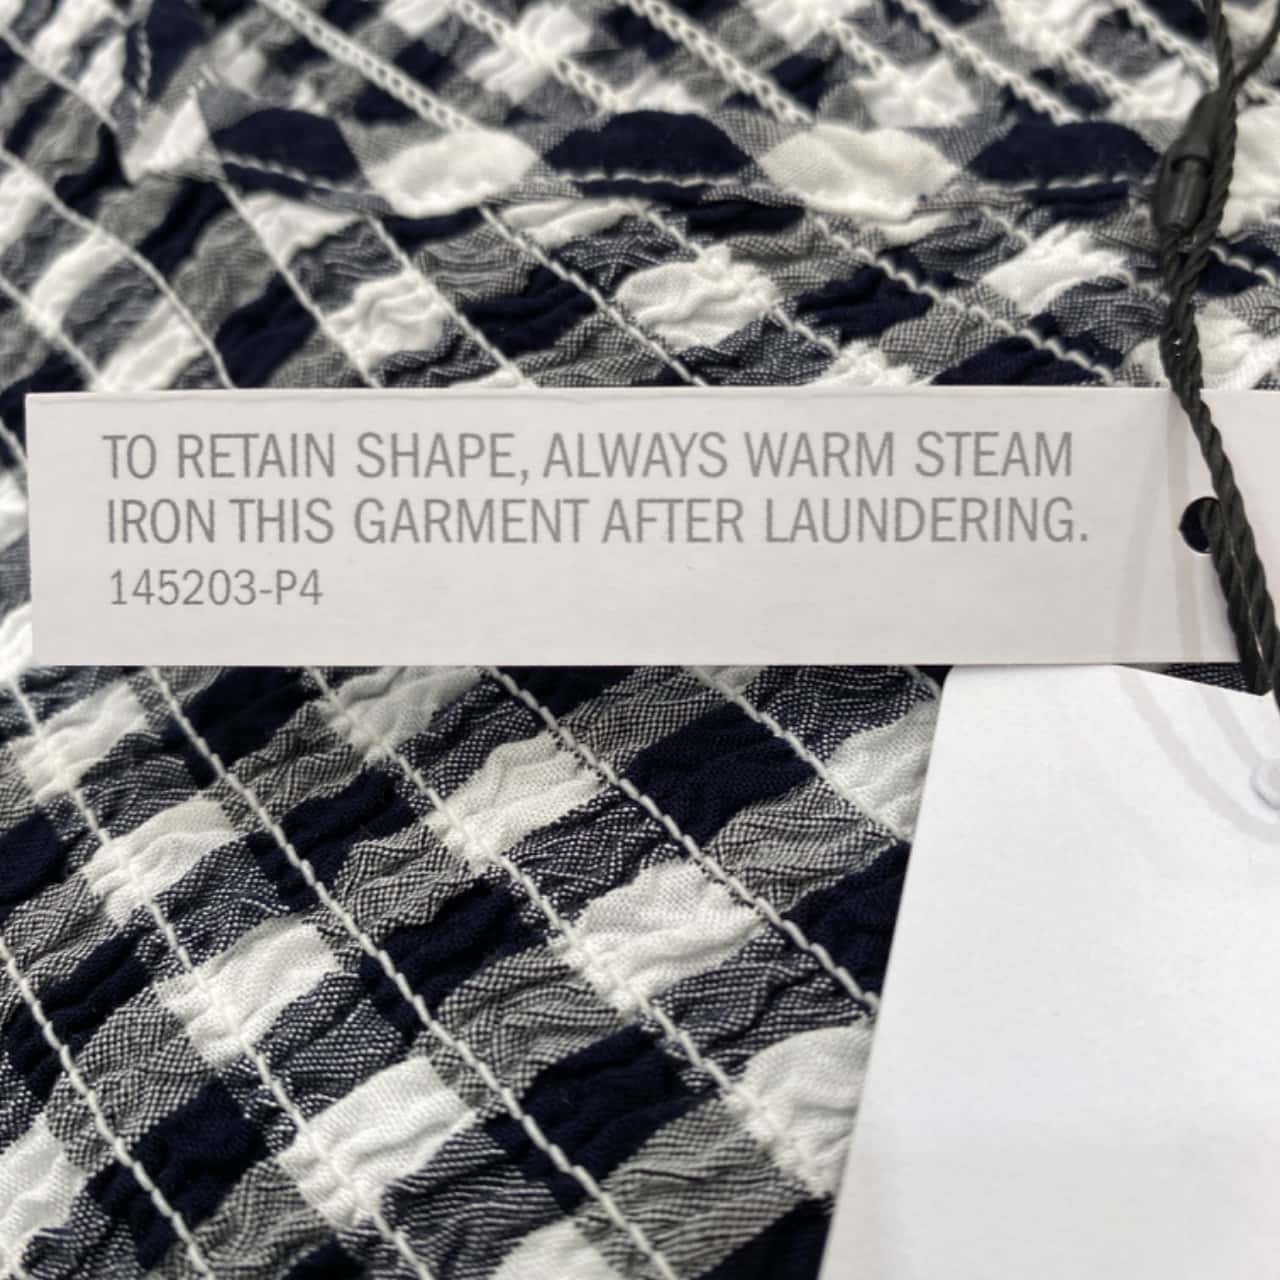 TO RETAIN SHAPE, ALWAYS WARM STEAM
IRON THIS GARMENT AFTER LAUNDERING.
145203-P4